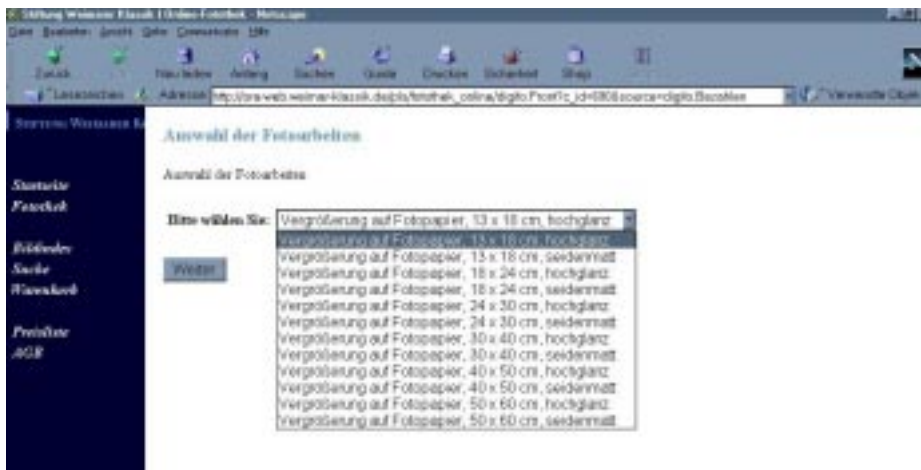 Stiftung Weimarer Klassik | Online-Fotothek - Netscape
Datei Bearbeiten Ansicht Gehe Communicator Hilfe
Zurück Neu laden Anfang Suchen Guide Drucken Sicherheit Shop
Lesezeichen Adresse
Verwandte Objekte
STIFTUNG WEIMARER
Auswahl der Fotoarbeiten
Auswahl der Fotoarbeiten
Startseite
Fotothek
Bildindex
Suche
Warenkorb
Preisliste
AGB
Bitte wählen Sie: Vergrößerung auf Fotopapier, 13 x 18 cm, hochglanz
Vergrößerung auf Fotopapier, 13 x 18 cm, hochglanz
Vergrößerung auf Fotopapier, 13 x 18 cm, seidenmatt
Vergrößerung auf Fotopapier, 18 x 24 cm, hochglanz
Vergrößerung auf Fotopapier, 18 x 24 cm, seidenmatt
Vergrößerung auf Fotopapier, 24 x 30 cm, hochglanz
Vergrößerung auf Fotopapier, 24 x 30 cm, seidenmatt
Vergrößerung auf Fotopapier, 30 x 40 cm, hochglanz
Vergrößerung auf Fotopapier, 30 x 40 cm, seidenmatt
Vergrößerung auf Fotopapier, 40 x 50 cm, hochglanz
Vergrößerung auf Fotopapier, 40 x 50 cm, seidenmatt
Vergrößerung auf Fotopapier, 50 x 60 cm, hochglanz
Vergrößerung auf Fotopapier, 50 x 60 cm, seidenmatt
Weiter